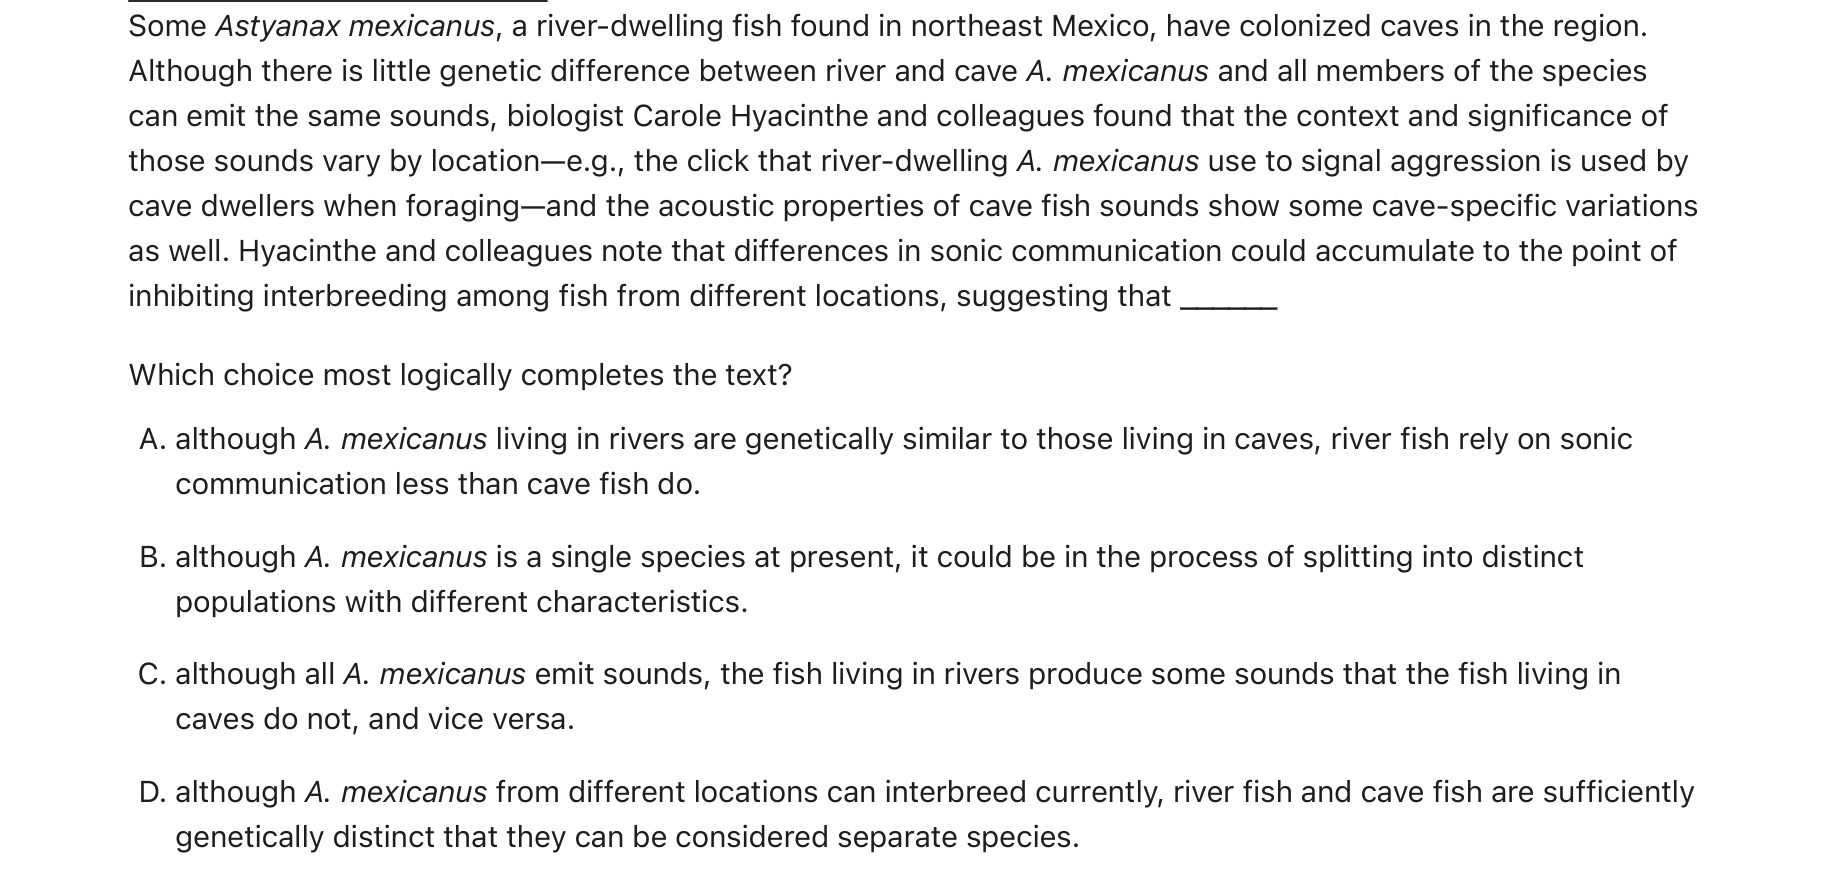 Some Astyanax mexicanus, a river-dwelling fish found in northeast Mexico, have colonized caves in the region.
Although there is little genetic difference between river and cave A. mexicanus and all members of the species
can emit the same sounds, biologist Carole Hyacinthe and colleagues found that the context and significance of
those sounds vary by location—e.g., the click that river-dwelling A. mexicanus use to signal aggression is used by
cave dwellers when foraging—and the acoustic properties of cave fish sounds show some cave-specific variations
as well. Hyacinthe and colleagues note that differences in sonic communication could accumulate to the point of
inhibiting interbreeding among fish from different locations, suggesting that ______
Which choice most logically completes the text?
A. although A. mexicanus living in rivers are genetically similar to those living in caves, river fish rely on sonic
communication less than cave fish do.
B. although A. mexicanus is a single species at present, it could be in the process of splitting into distinct
populations with different characteristics.
C. although all A. mexicanus emit sounds, the fish living in rivers produce some sounds that the fish living in
caves do not, and vice versa.
D. although A. mexicanus from different locations can interbreed currently, river fish and cave fish are sufficiently
genetically distinct that they can be considered separate species.